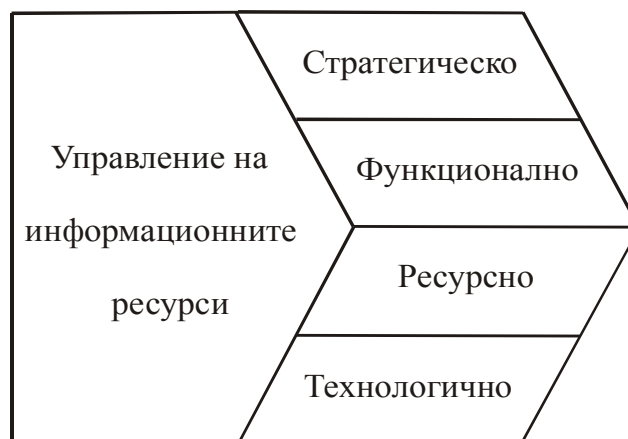 Управление на
информационните
ресурси
Стратегическо
Функционално
Ресурсно
Технологично